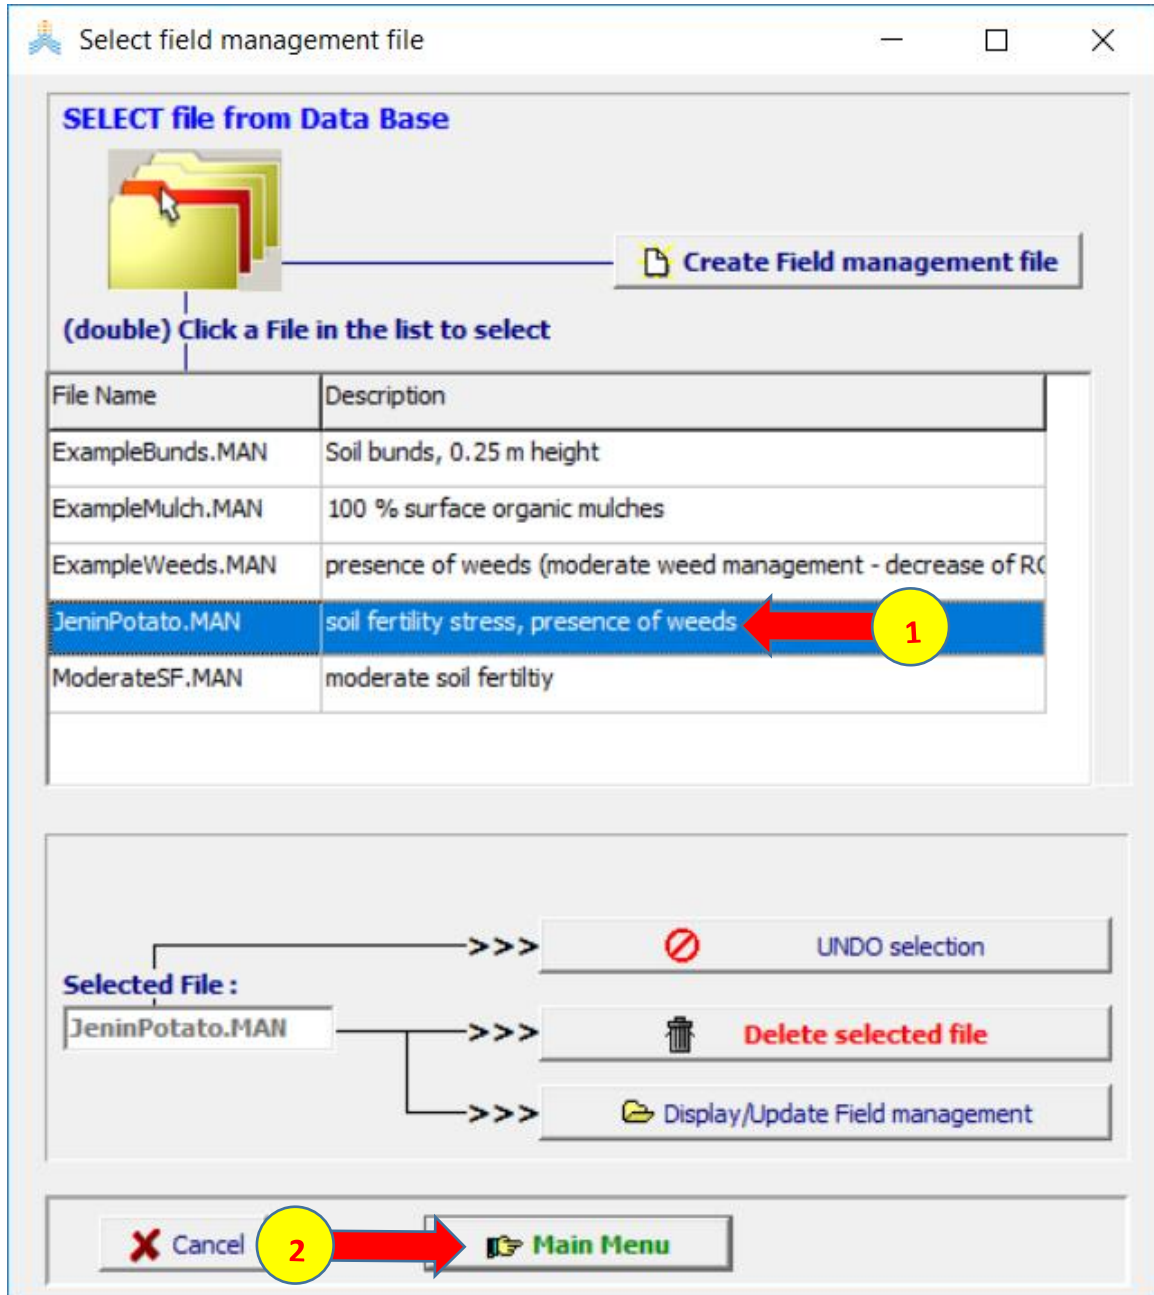 Select field management file
SELECT file from Data Base
Create Field management file
(double) Click a File in the list to select
File Name Description
ExampleBunds.MAN Soil bunds, 0.25 m height
ExampleMulch.MAN 100 % surface organic mulches
ExampleWeeds.MAN presence of weeds (moderate weed management - decrease of RC
JeninPotato.MAN soil fertility stress, presence of weeds 1
ModerateSF.MAN moderate soil fertiltiy
>>> UNDO selection
Selected File :
JeninPotato.MAN >>> Delete selected file
>>> Display/Update Field management
Cancel 2 Main Menu